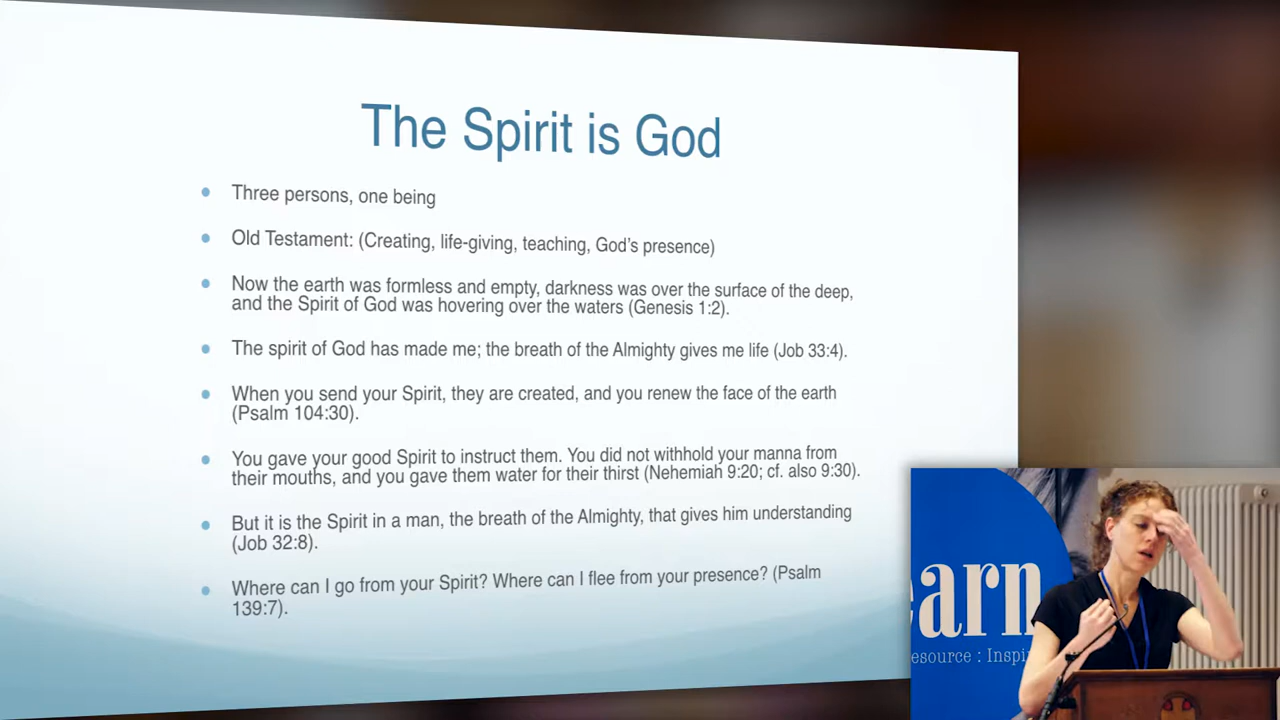 The Spirit is God
Three persons, one being
Old Testament: (Creating, life-giving, teaching, God's presence)
Now the earth was formless and empty, darkness was over the surface of the deep,
and the Spirit of God was hovering over the waters (Genesis 1:2).
The spirit of God has made me; the breath of the Almighty gives me life (Job 33:4).
When you send your Spirit, they are created, and you renew the face of the earth
(Psalm 104:30).
You gave your good Spirit to instruct them. You did not withhold your manna from
their mouths, and you gave them water for their thirst (Nehemiah 9:20; cf. also 9:30).
But it is the Spirit in a man, the breath of the Almighty, that gives him understanding
(Job 32:8).
Where can I go from your Spirit? Where can I flee from your presence? (Psalm
139:7).
earn
esource : Inspi